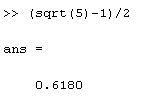 >> (sqrt(5)-1)/2
ans =
0.6180